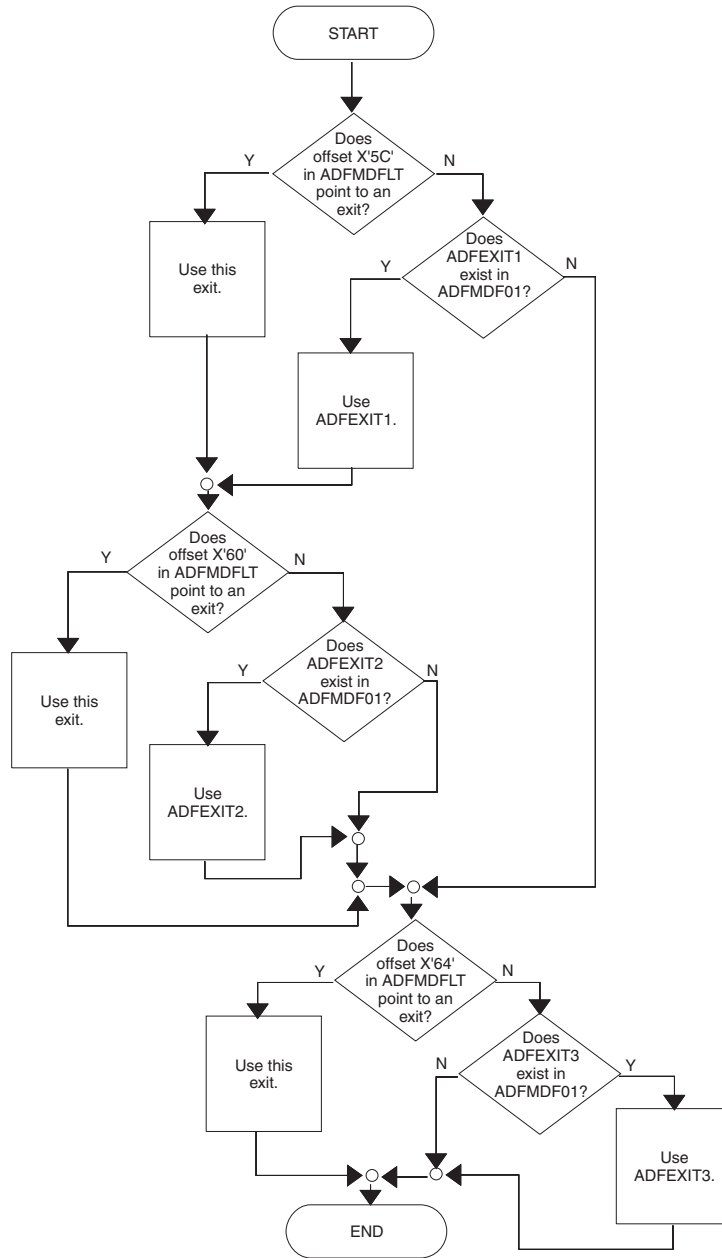 START
Does
offset X'5C'
in ADFMDFLT
point to an
exit?
Y
N
Use this
exit.
Does
ADFEXIT1
exist in
ADFMDF01?
Y
N
Use
ADFEXIT1.
Does
offset X'60'
in ADFMDFLT
point to an
exit?
Y
N
Use this
exit.
Does
ADFEXIT2
exist in
ADFMDF01?
Y
N
Use
ADFEXIT2.
Does
offset X'64'
in ADFMDFLT
point to an
exit?
Y
N
Use this
exit.
Does
ADFEXIT3
exist in
ADFMDF01?
N
Y
Use
ADFEXIT3.
END